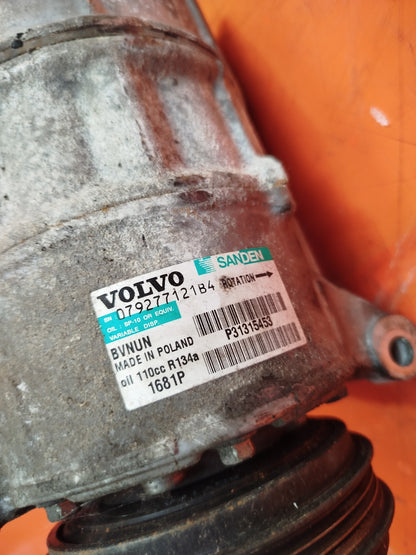 VOLVO SANDEN
SN 079277121B4 ROTATION
OIL : SP-10 OR EQUIV.
VARIABLE DISP.
BVNUN P31315453
MADE IN POLAND
oil 110cc R134a
1681P